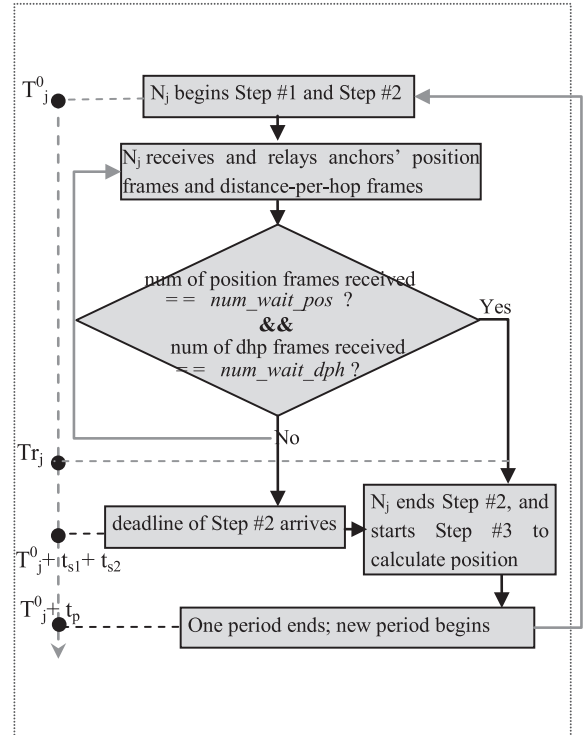 T⁰j
Nj begins Step #1 and Step #2
Nj receives and relays anchors' position
frames and distance-per-hop frames
num of position frames received
== num_wait_pos ?
&&
num of dhp frames received
== num_wait_dph ?
Yes
No
Trj
Nj ends Step #2, and
starts Step #3 to
calculate position
deadline of Step #2 arrives
T⁰j+ ts1+ ts2
T⁰j+ tp
One period ends; new period begins